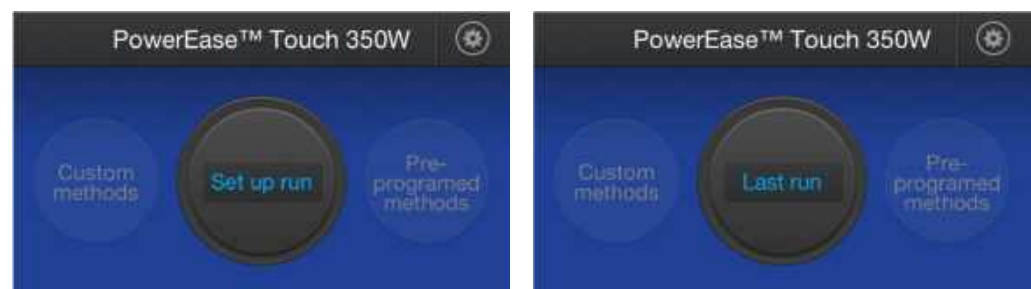 PowerEase™ Touch 350W
Custom
methods
Set up run
Pre-
programed
methods
PowerEase™ Touch 350W
Custom
methods
Last run
Pre-
programed
methods